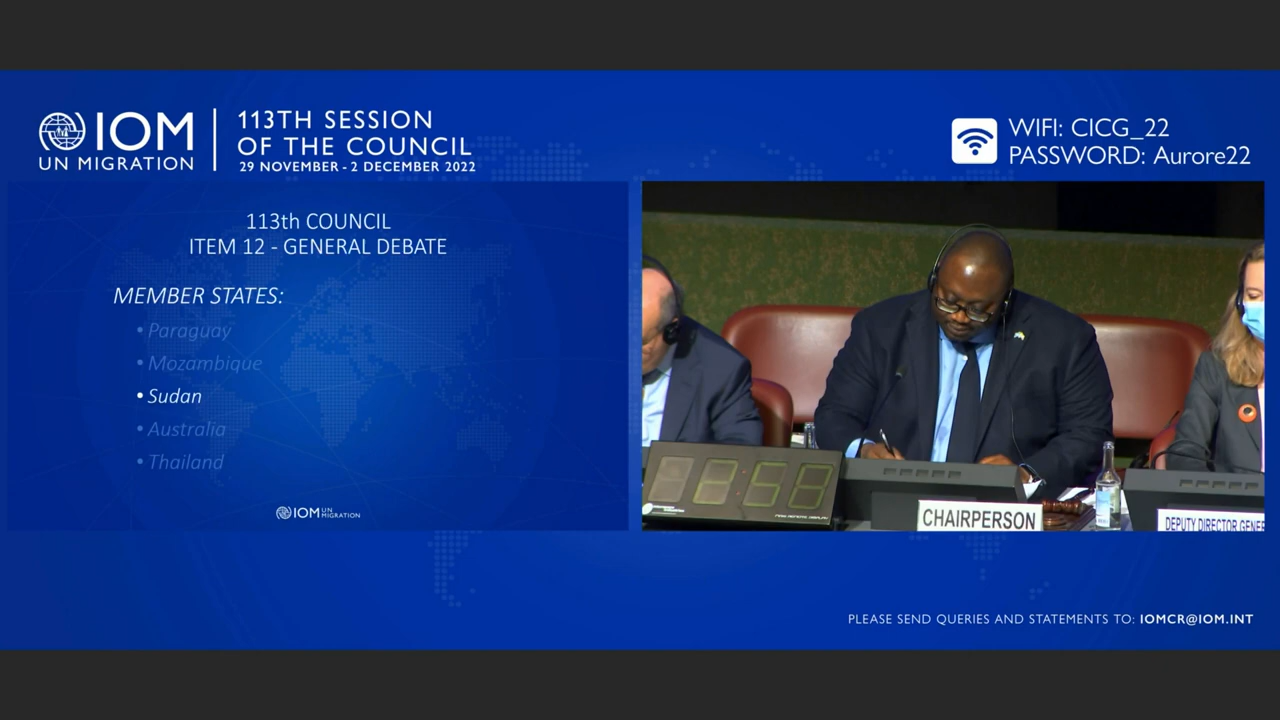 IOM
UN MIGRATION
113TH SESSION
OF THE COUNCIL
29 NOVEMBER - 2 DECEMBER 2022
WIFI: CICG_22
PASSWORD: Aurore22
113th COUNCIL
ITEM 12 - GENERAL DEBATE
MEMBER STATES:
• Paraguay
• Mozambique
• Sudan
• Australia
• Thailand
IOM UN MIGRATION
2:58
CHAIRPERSON
DEPUTY DIRECTOR GENE
PLEASE SEND QUERIES AND STATEMENTS TO: IOMCR@IOM.INT